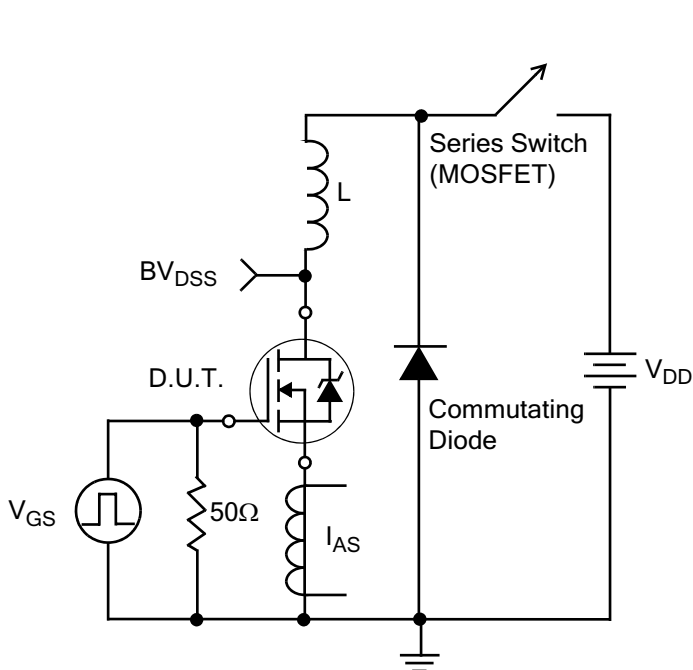 Series Switch
(MOSFET)
L
BVDSS
D.U.T.
VDD
Commutating
Diode
VGS
50Ω
IAS